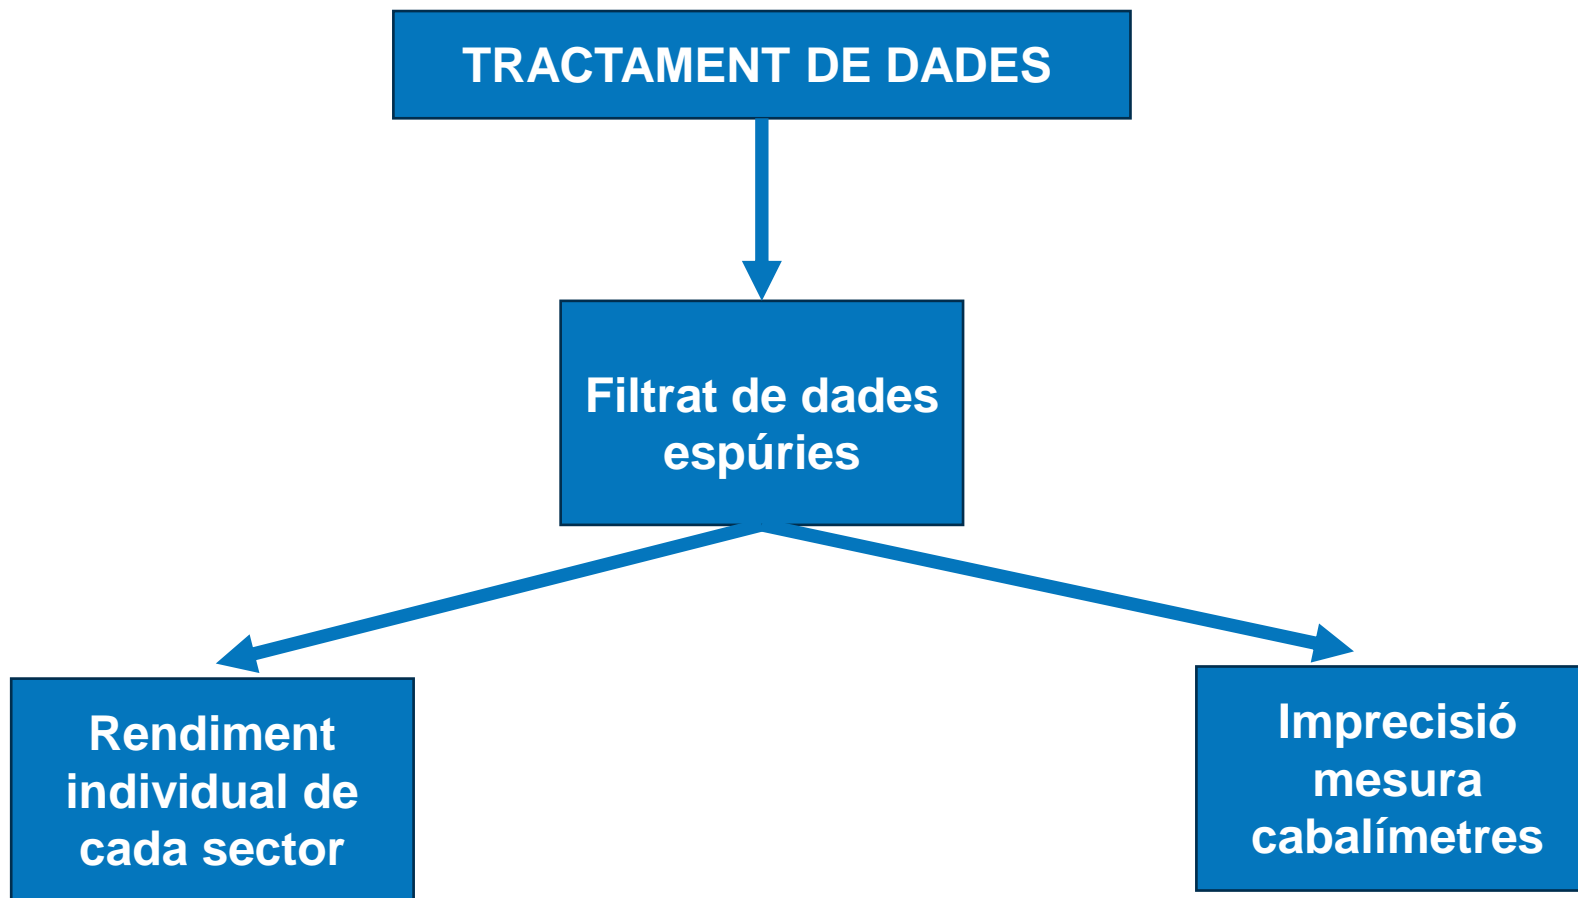 TRACTAMENT DE DADES
Filtrat de dades
espúries
Rendiment
individual de
cada sector
Imprecisió
mesura
cabalímetres